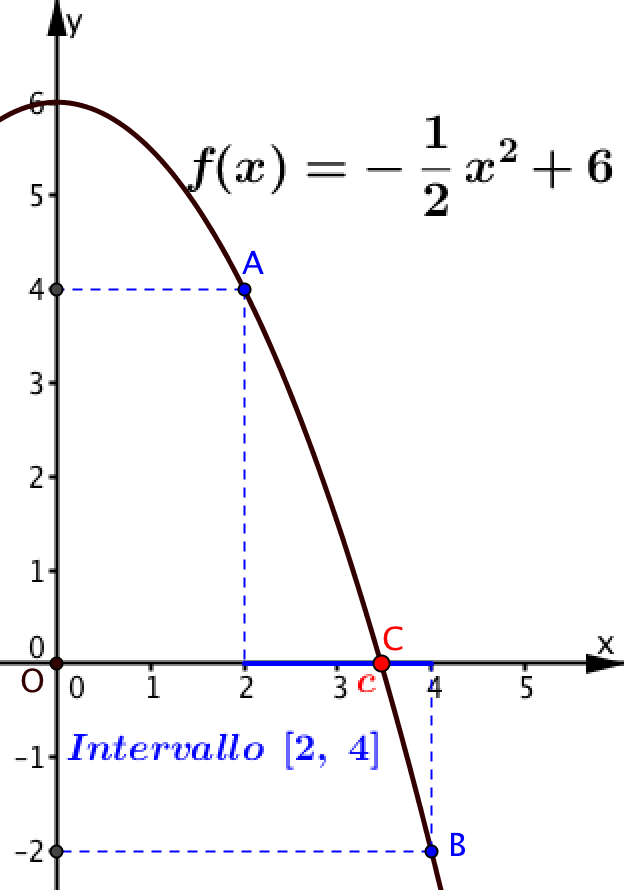 y
6
f(x) = − 1/2 x² + 6
5
A
4
3
2
1
C
0
x
O
0 1 2 3 c 4 5
-1
Intervallo [2, 4]
-2
B